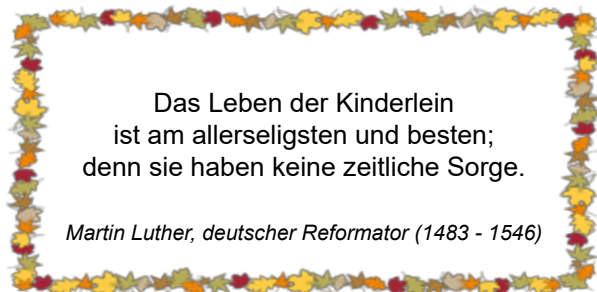 Das Leben der Kinderlein
ist am allerseligsten und besten;
denn sie haben keine zeitliche Sorge.
Martin Luther, deutscher Reformator (1483 - 1546)